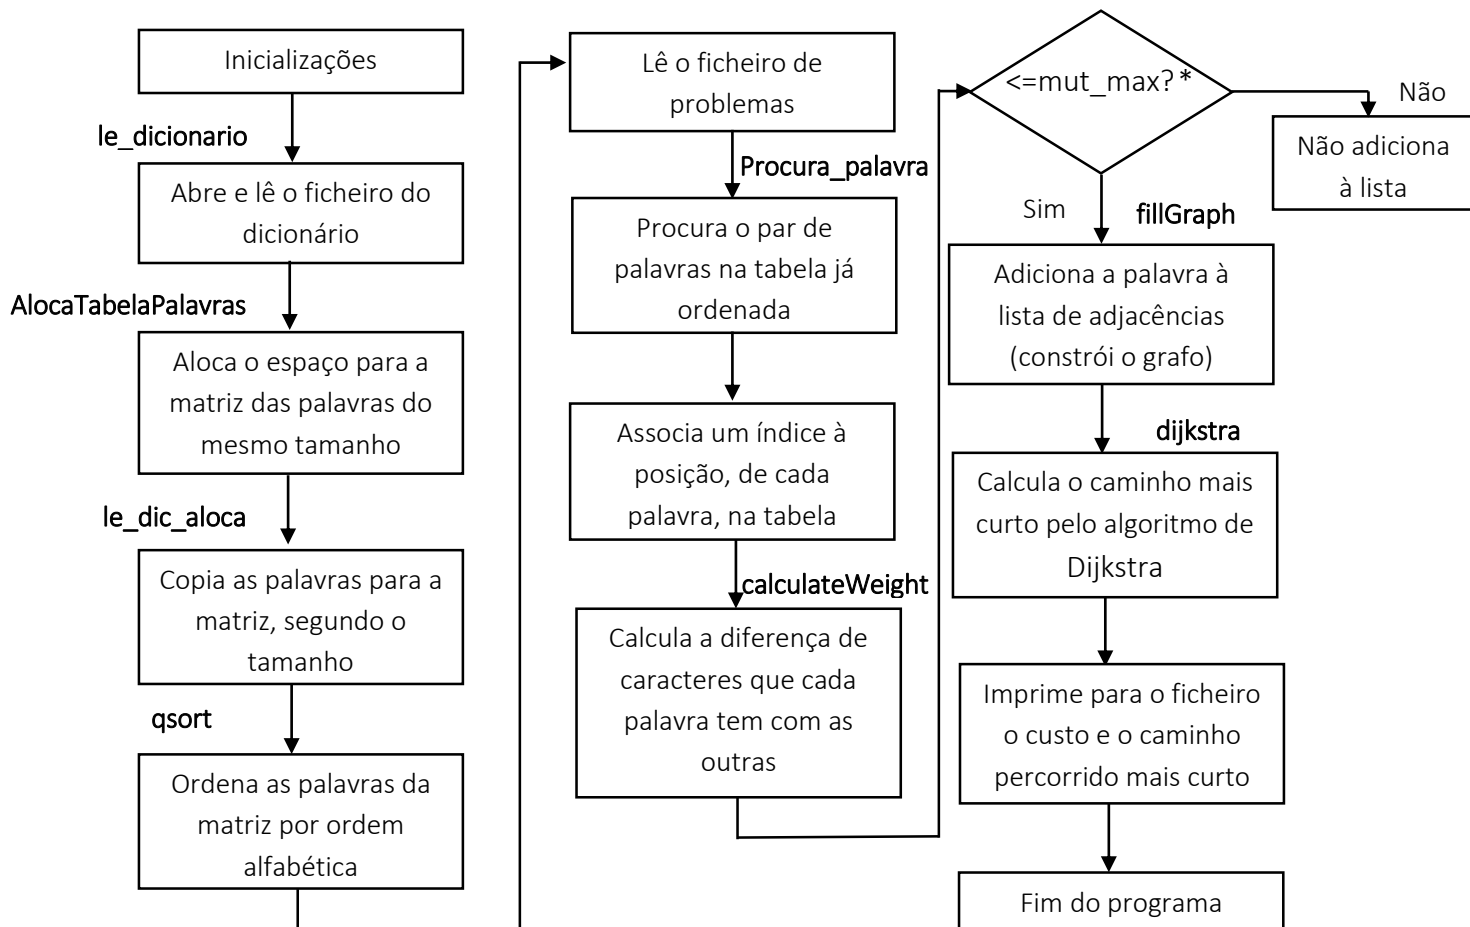 Inicializações
le_dicionario
Abre e lê o ficheiro do
dicionário
AlocaTabelaPalavras
Aloca o espaço para a
matriz das palavras do
mesmo tamanho
le_dic_aloca
Copia as palavras para a
matriz, segundo o
tamanho
qsort
Ordena as palavras da
matriz por ordem
alfabética
Lê o ficheiro de
problemas
Procura_palavra
Procura o par de
palavras na tabela já
ordenada
Associa um índice à
posição, de cada
palavra, na tabela
calculateWeight
Calcula a diferença de
caracteres que cada
palavra tem com as
outras
<=mut_max?*
Não
Não adiciona
à lista
Sim
fillGraph
Adiciona a palavra à
lista de adjacências
(constrói o grafo)
dijkstra
Calcula o caminho mais
curto pelo algoritmo de
Dijkstra
Imprime para o ficheiro
o custo e o caminho
percorrido mais curto
Fim do programa